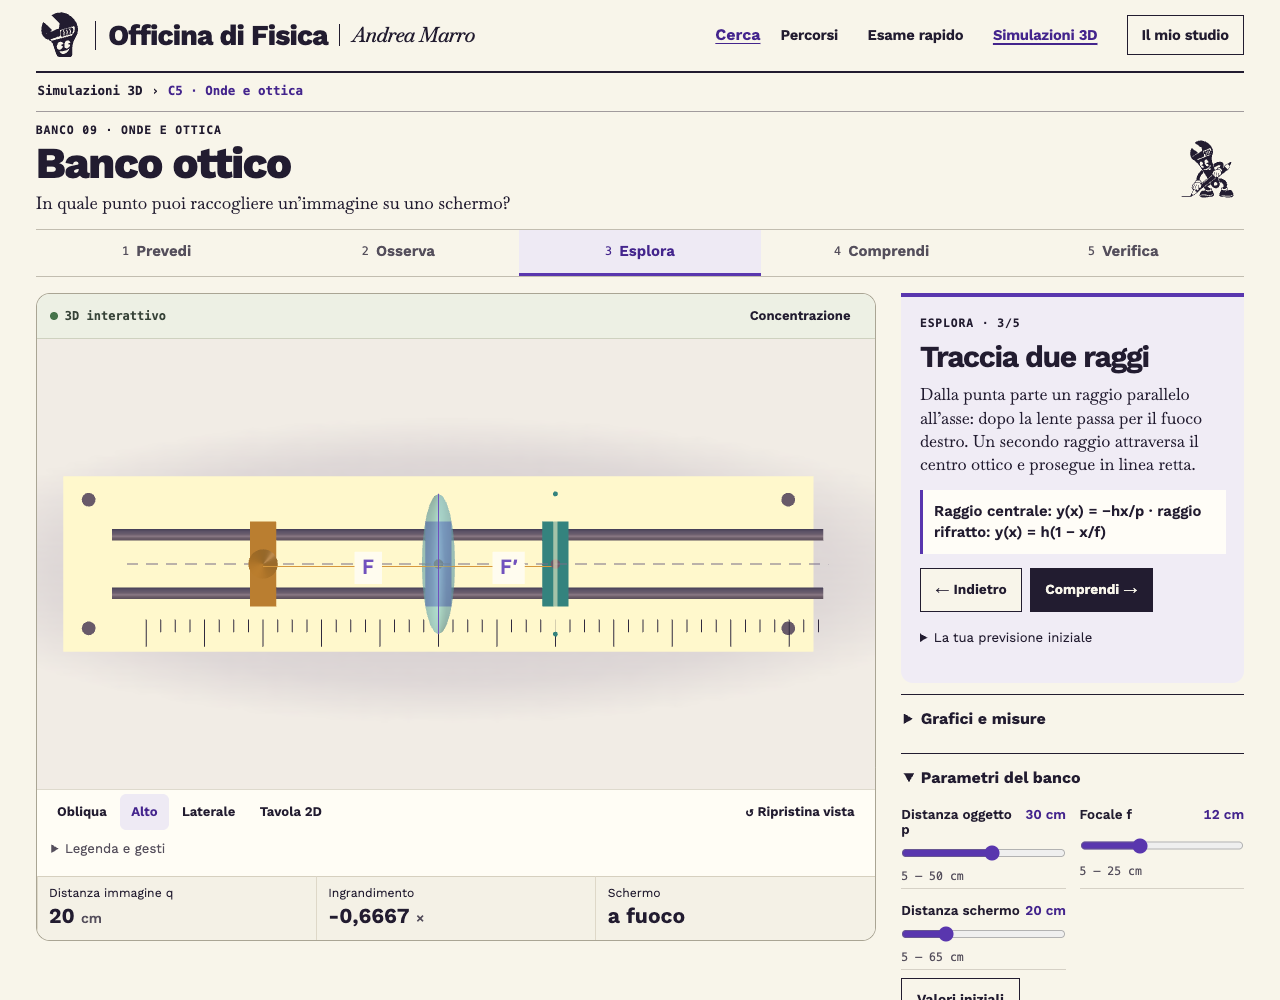 Officina di Fisica
Andrea Marro
Cerca
Percorsi
Esame rapido
Simulazioni 3D
Il mio studio
Simulazioni 3D › C5 · Onde e ottica
BANCO 09 · ONDE E OTTICA
Banco ottico
In quale punto puoi raccogliere un’immagine su uno schermo?
1 Prevedi
2 Osserva
3 Esplora
4 Comprendi
5 Verifica
3D interattivo
Concentrazione
F
F′
Obliqua
Alto
Laterale
Tavola 2D
↺ Ripristina vista
▶ Legenda e gesti
Distanza immagine q
20 cm
Ingrandimento
-0,6667 ×
Schermo
a fuoco
ESPLORA · 3/5
Traccia due raggi
Dalla punta parte un raggio parallelo
all’asse: dopo la lente passa per il fuoco
destro. Un secondo raggio attraversa il
centro ottico e prosegue in linea retta.
Raggio centrale: y(x) = −hx/p · raggio
rifratto: y(x) = h(1 − x/f)
← Indietro
Comprendi →
▶ La tua previsione iniziale
▶ Grafici e misure
▼ Parametri del banco
Distanza oggetto p
30 cm
5 — 50 cm
Focale f
12 cm
5 — 25 cm
Distanza schermo
20 cm
5 — 65 cm
Valori iniziali